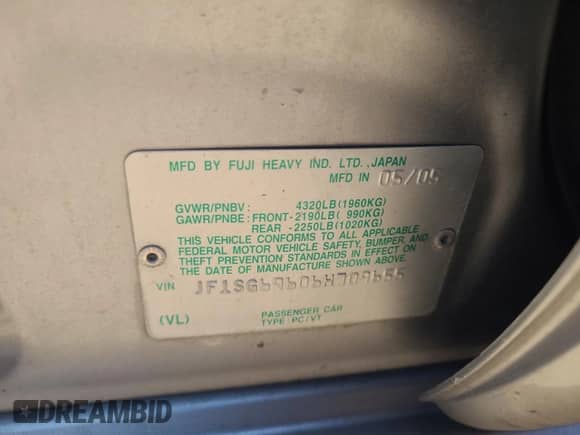 MFD BY FUJI HEAVY IND. LTD., JAPAN
MFD IN 05/05
GVWR/PNBV: 4320LB(1960KG)
GAWR/PNBE: FRONT-2190LB( 990KG)
REAR -2250LB(1020KG)
THIS VEHICLE CONFORMS TO ALL APPLICABLE
FEDERAL MOTOR VEHICLE SAFETY, BUMPER, AND
THEFT PREVENTION STANDARDS IN EFFECT ON
THE DATE OF MANUFACTURE SHOWN ABOVE.
VIN
PASSENGER CAR
(VL) TYPE:PC/VT
DREAMBID